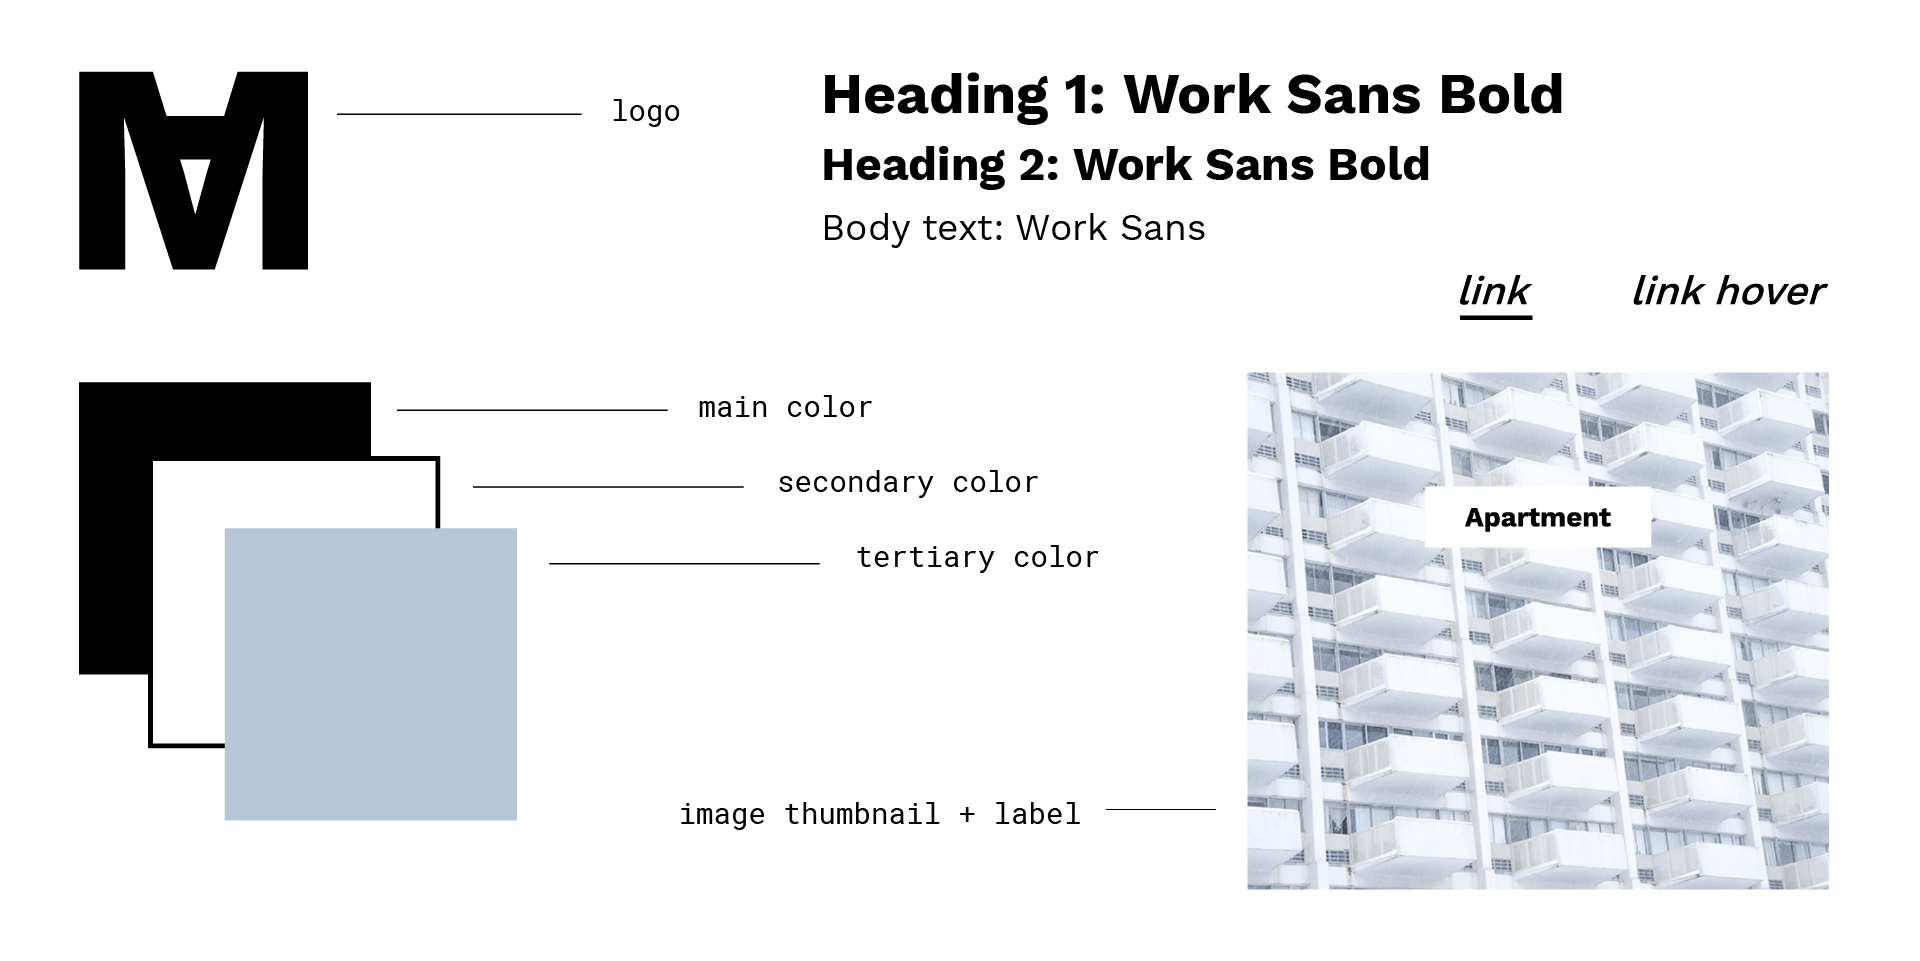 logo
Heading 1: Work Sans Bold
Heading 2: Work Sans Bold
Body text: Work Sans
link
link hover
main color
secondary color
tertiary color
Apartment
image thumbnail + label